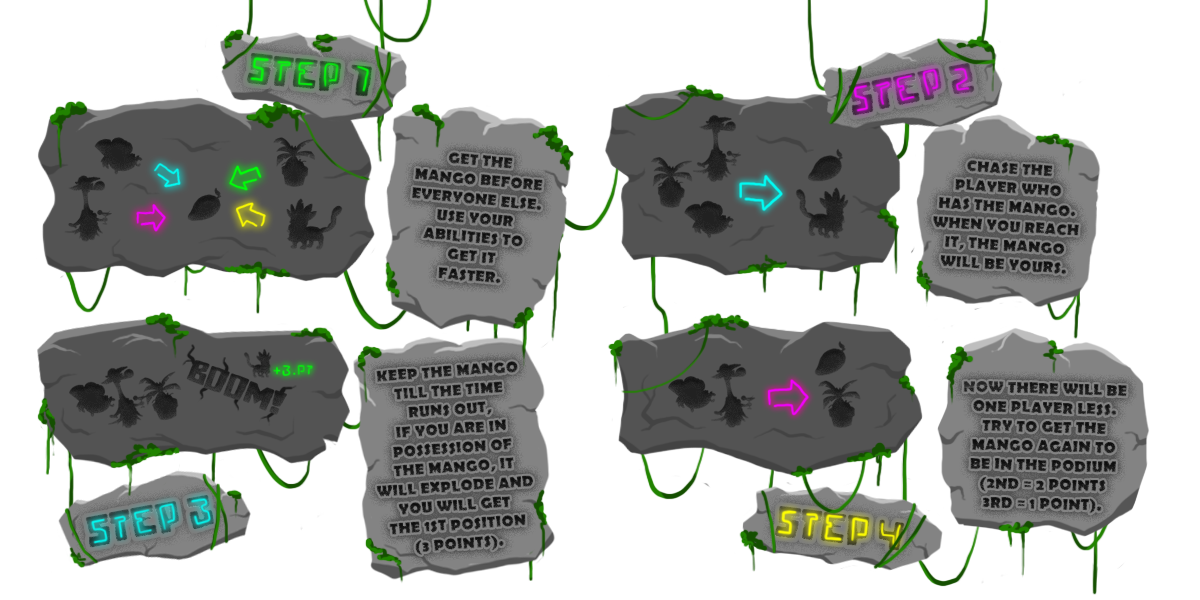 STEP 1
GET THE
MANGO BEFORE
EVERYONE ELSE.
USE YOUR
ABILITIES TO
GET IT
FASTER.
STEP 2
CHASE THE
PLAYER WHO
HAS THE MANGO.
WHEN YOU REACH
IT, THE MANGO
WILL BE YOURS.
BOOM!
+3.PT
STEP 3
KEEP THE MANGO
TILL THE TIME
RUNS OUT,
IF YOU ARE IN
POSSESSION OF
THE MANGO, IT
WILL EXPLODE AND
YOU WILL GET
THE 1ST POSITION
(3 POINTS).
STEP 4
NOW THERE WILL BE
ONE PLAYER LESS.
TRY TO GET THE
MANGO AGAIN TO
BE IN THE PODIUM
(2ND = 2 POINTS
3RD = 1 POINT).